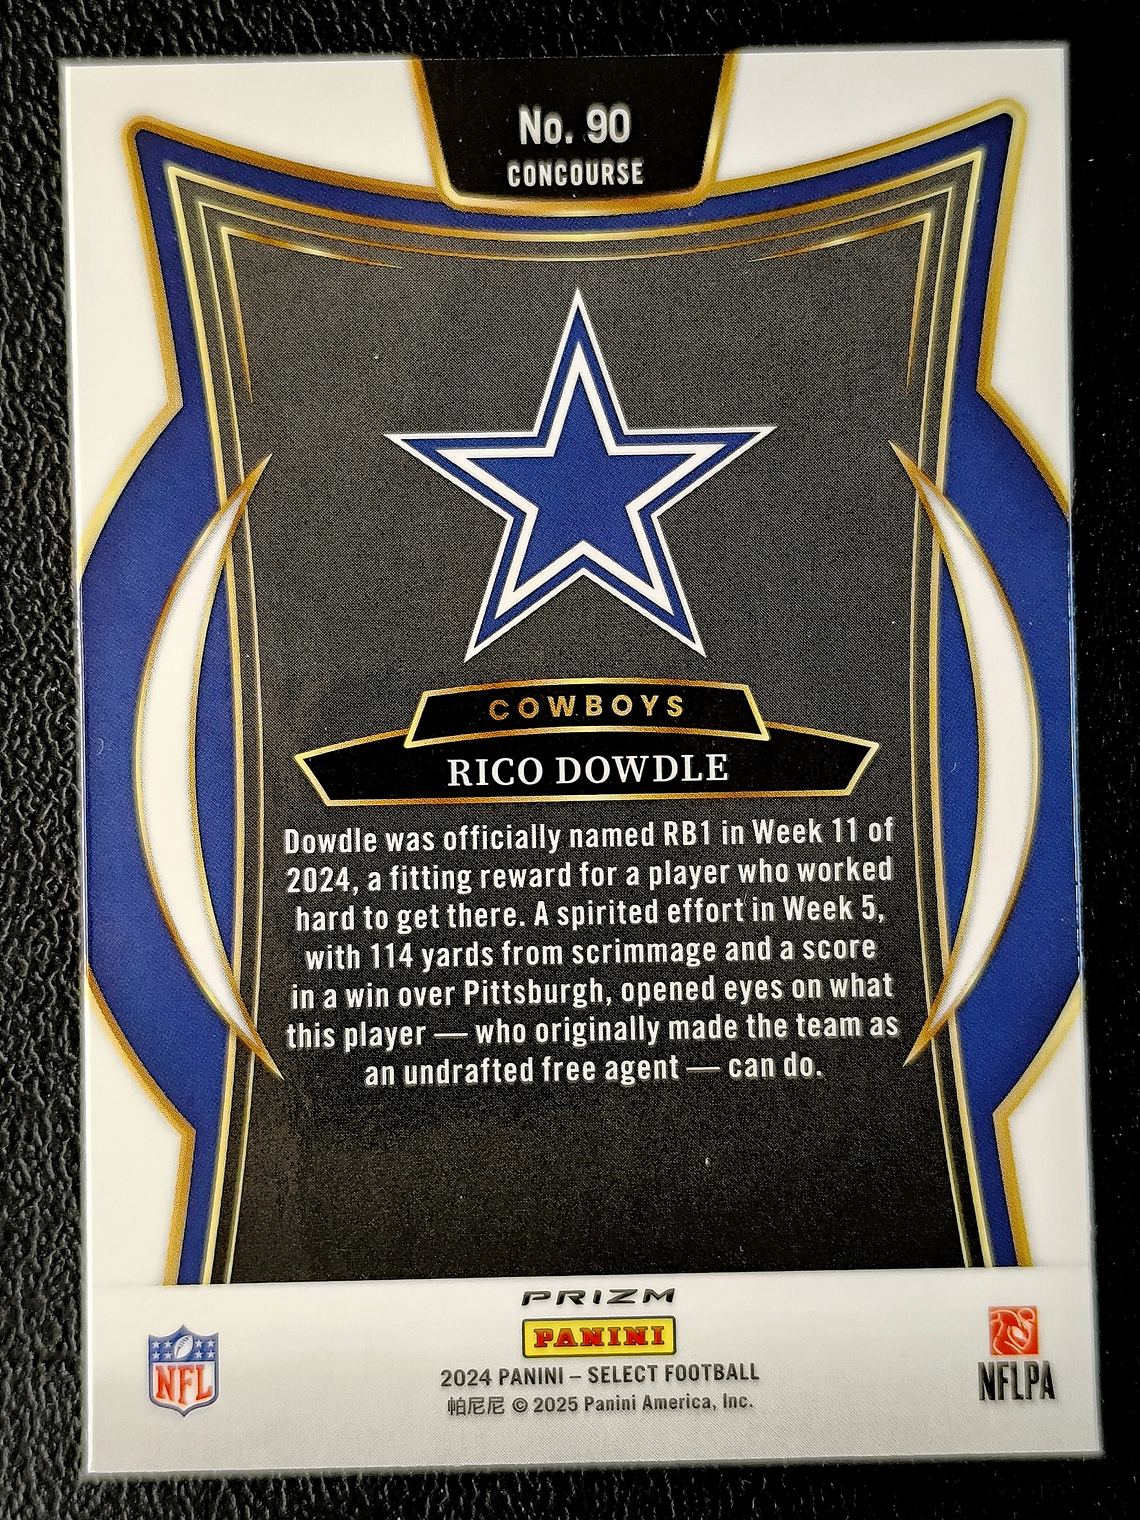 No. 90
CONCOURSE
COWBOYS
RICO DOWDLE
Dowdle was officially named RB1 in Week 11 of
2024, a fitting reward for a player who worked
hard to get there. A spirited effort in Week 5,
with 114 yards from scrimmage and a score
in a win over Pittsburgh, opened eyes on what
this player — who originally made the team as
an undrafted free agent — can do.
PRIZM
PANINI
NFL
2024 PANINI – SELECT FOOTBALL
帕尼尼 © 2025 Panini America, Inc.
NFLPA